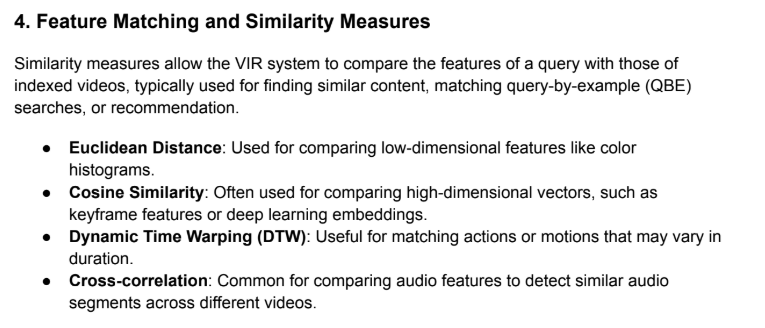 4. Feature Matching and Similarity Measures
Similarity measures allow the VIR system to compare the features of a query with those of
indexed videos, typically used for finding similar content, matching query-by-example (QBE)
searches, or recommendation.
● Euclidean Distance: Used for comparing low-dimensional features like color
histograms.
● Cosine Similarity: Often used for comparing high-dimensional vectors, such as
keyframe features or deep learning embeddings.
● Dynamic Time Warping (DTW): Useful for matching actions or motions that may vary in
duration.
● Cross-correlation: Common for comparing audio features to detect similar audio
segments across different videos.